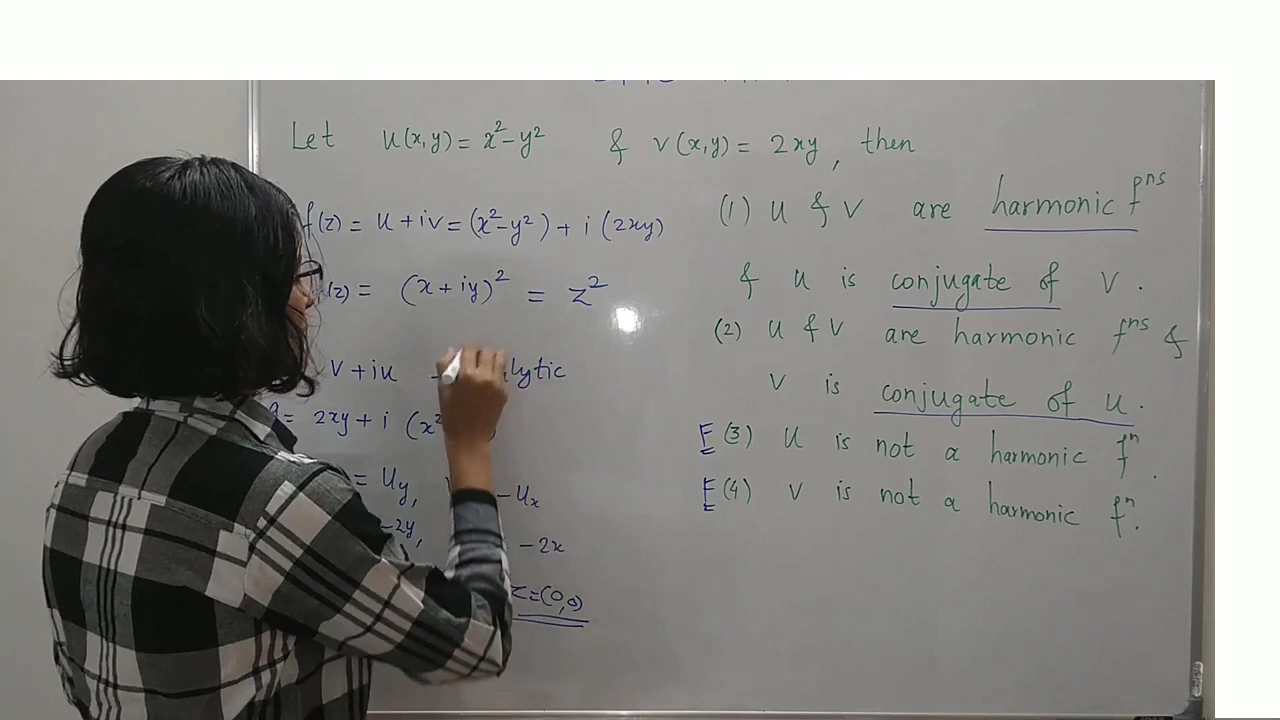 Let u(x,y) = x²-y² & v(x,y) = 2xy, then
f(z) = u + iv = (x²-y²) + i (2xy)
(z) = (x + iy)² = z²
v + iu lytic
= 2xy + i (x²
= uy, -ux
-2y, -2x
z=(0,0)
(1) u & v are harmonic fⁿˢ
& u is conjugate of v.
(2) u & v are harmonic fⁿˢ &
v is conjugate of u.
F (3) u is not a harmonic fⁿ.
F (4) v is not a harmonic fⁿ.